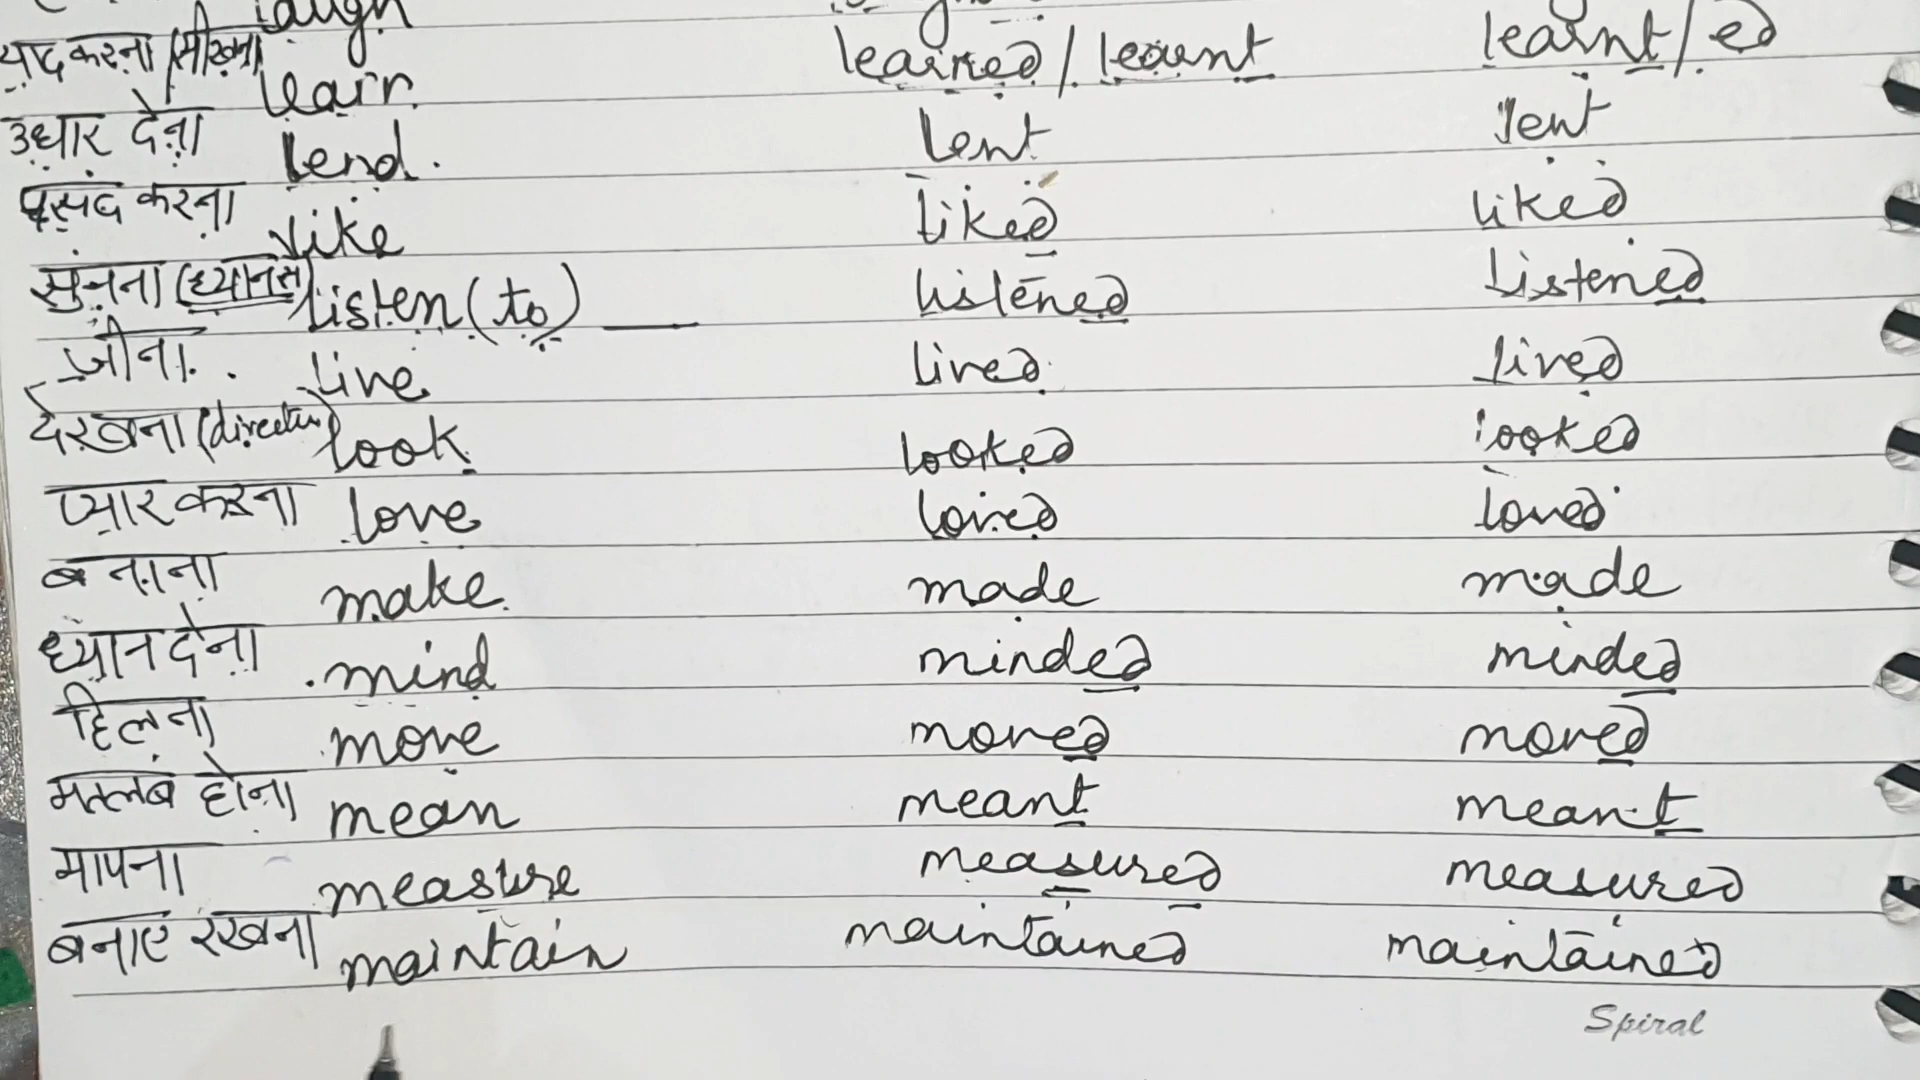 laugh
याद करना/सीखना learn learned/learnt learnt/ed
उधार देना lend. lent lent
पसंद करना like liked liked
सुनना (ध्यानसे) listen (to) ___ listened listened
जीना. live lived lived
देखना (direction) look looked looked
प्यार करना love loved loved
बनाना make made made
ध्यान देना mind minded minded
हिलना move moved moved
मतलब होना mean meant meant
मापना measure measured measured
बनाए रखना maintain maintained maintained
Spiral